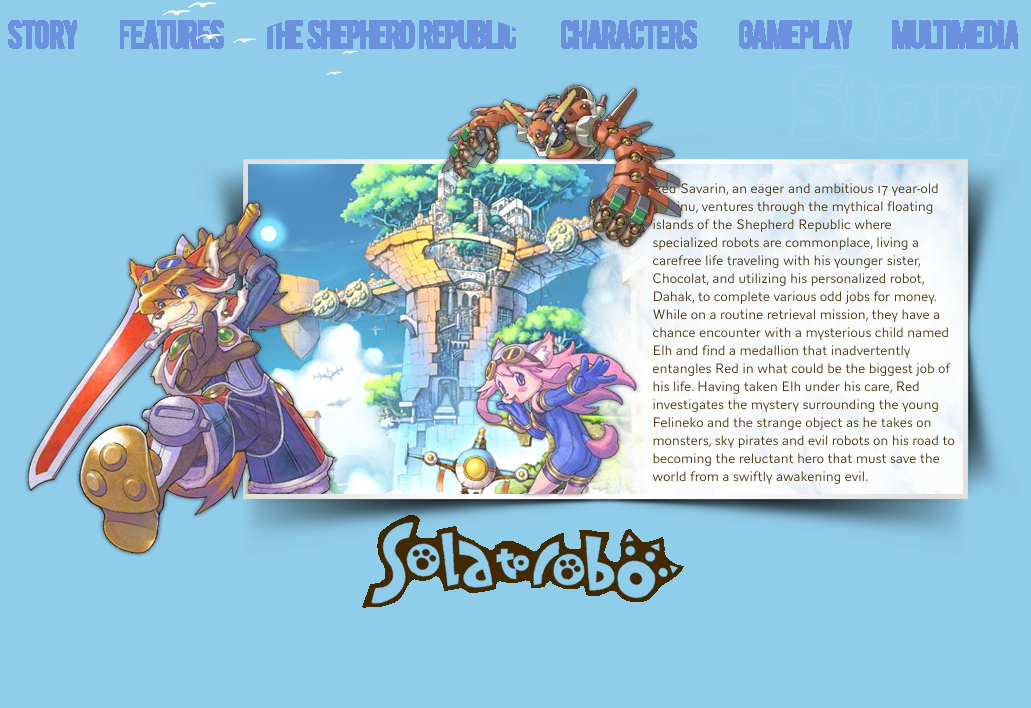 STORY
FEATURES
THE SHEPHERD REPUBLIC
CHARACTERS
GAMEPLAY
MULTIMEDIA
Story
Red Savarin, an eager and ambitious 17 year-old
ventures through the mythical floating
islands of the Shepherd Republic where
specialized robots are commonplace, living a
carefree life traveling with his younger sister,
Chocolat, and utilizing his personalized robot,
Dahak, to complete various odd jobs for money.
While on a routine retrieval mission, they have a
chance encounter with a mysterious child named
Elh and find a medallion that inadvertently
entangles Red in what could be the biggest job of
his life. Having taken Elh under his care, Red
investigates the mystery surrounding the young
Felineko and the strange object as he takes on
monsters, sky pirates and evil robots on his road to
becoming the reluctant hero that must save the
world from a swiftly awakening evil.
Solatorobo